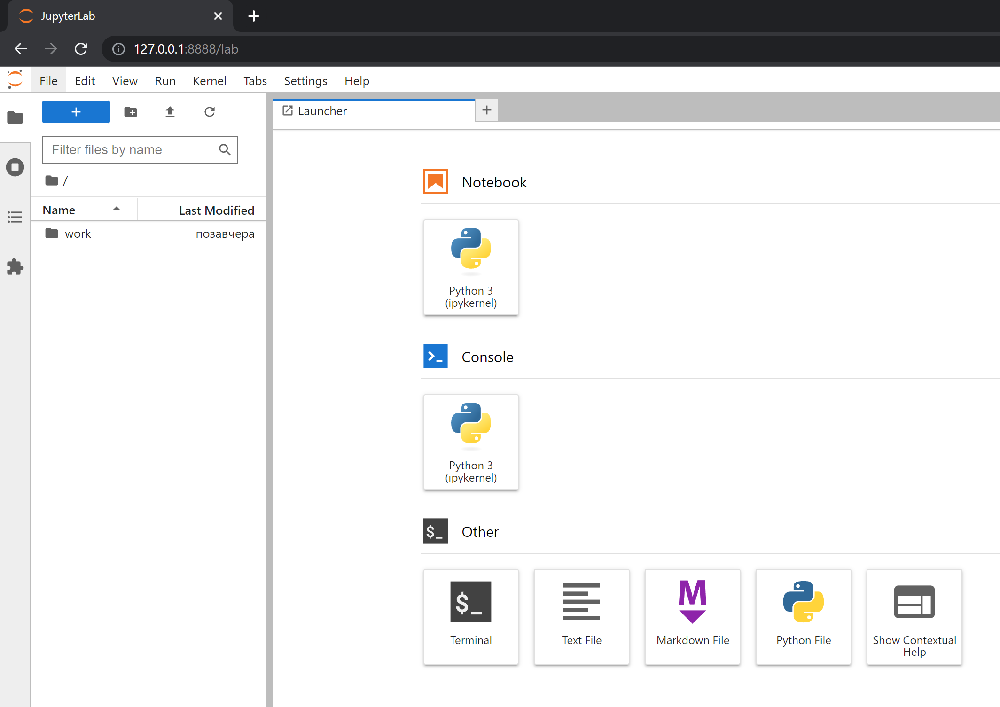 JupyterLab
127.0.0.1:8888/lab
File Edit View Run Kernel Tabs Settings Help
Launcher
Filter files by name
/
Name Last Modified
work позавчера
Notebook
Python 3
(ipykernel)
Console
Python 3
(ipykernel)
$_ Other
$_
M
Terminal Text File Markdown File Python File Show Contextual
Help